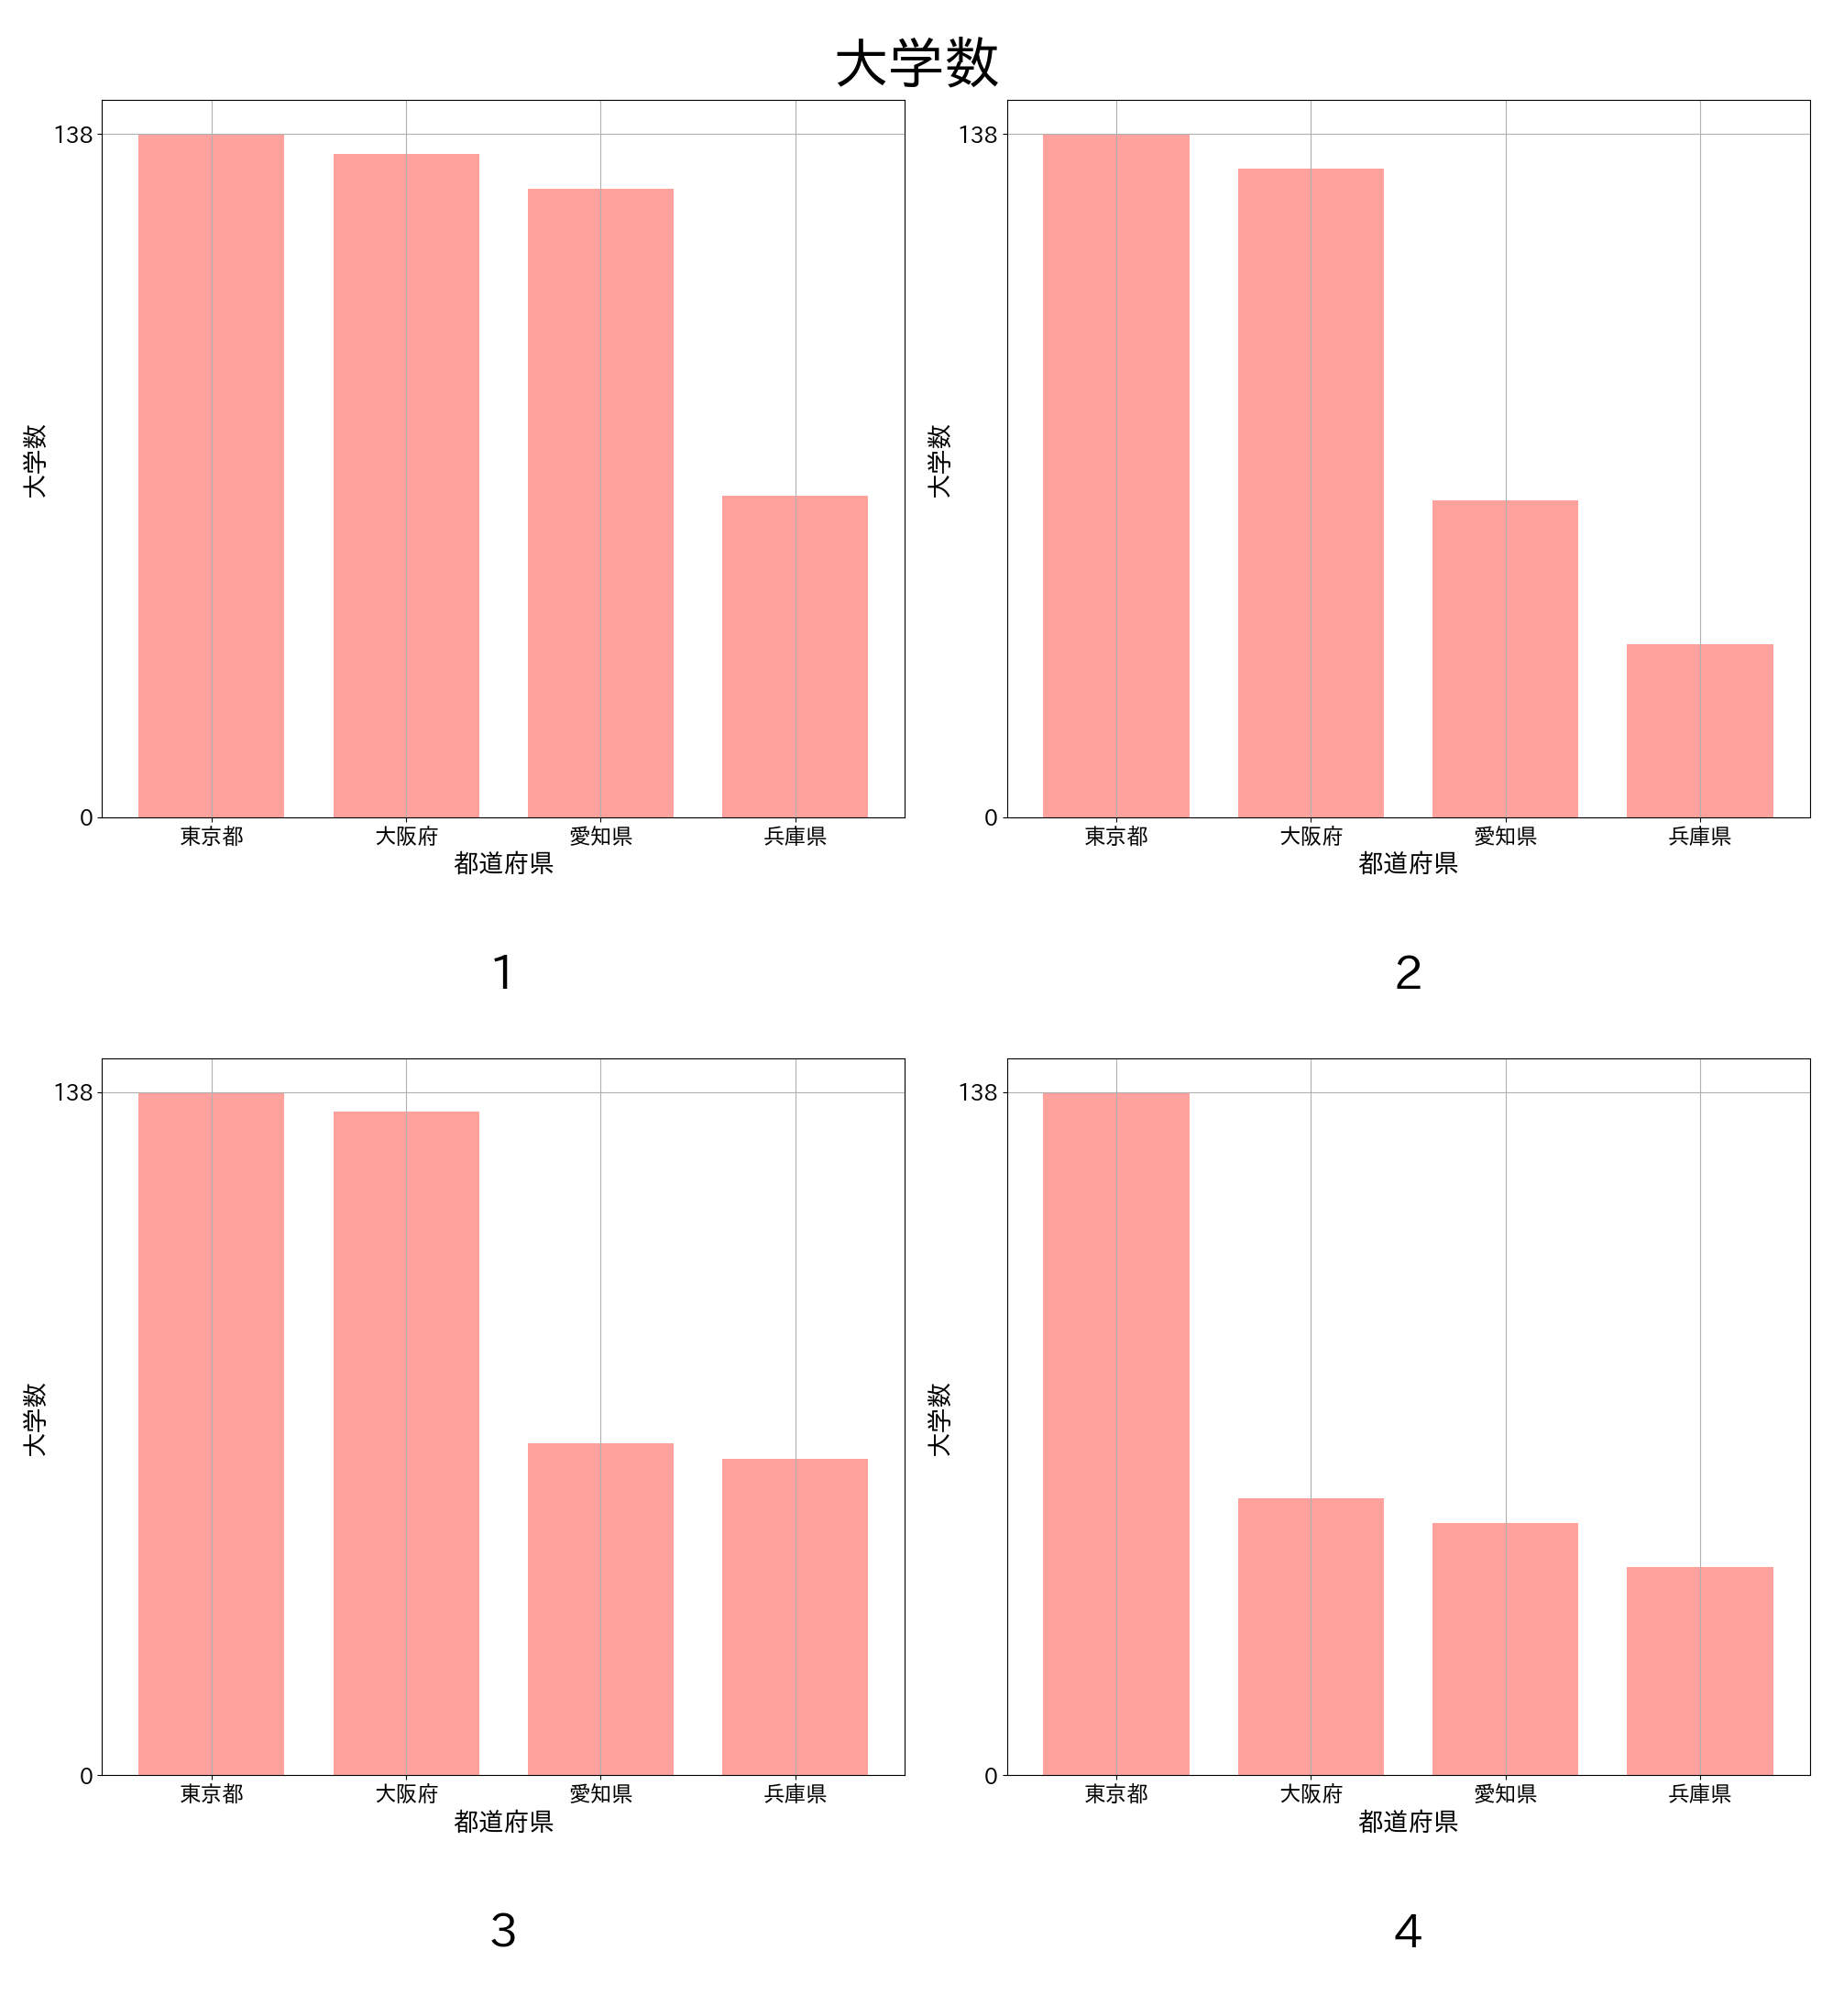 大学数
138
大学数
0
東京都 大阪府 愛知県 兵庫県
都道府県
1
138
大学数
0
東京都 大阪府 愛知県 兵庫県
都道府県
2
138
大学数
0
東京都 大阪府 愛知県 兵庫県
都道府県
3
138
大学数
0
東京都 大阪府 愛知県 兵庫県
都道府県
4